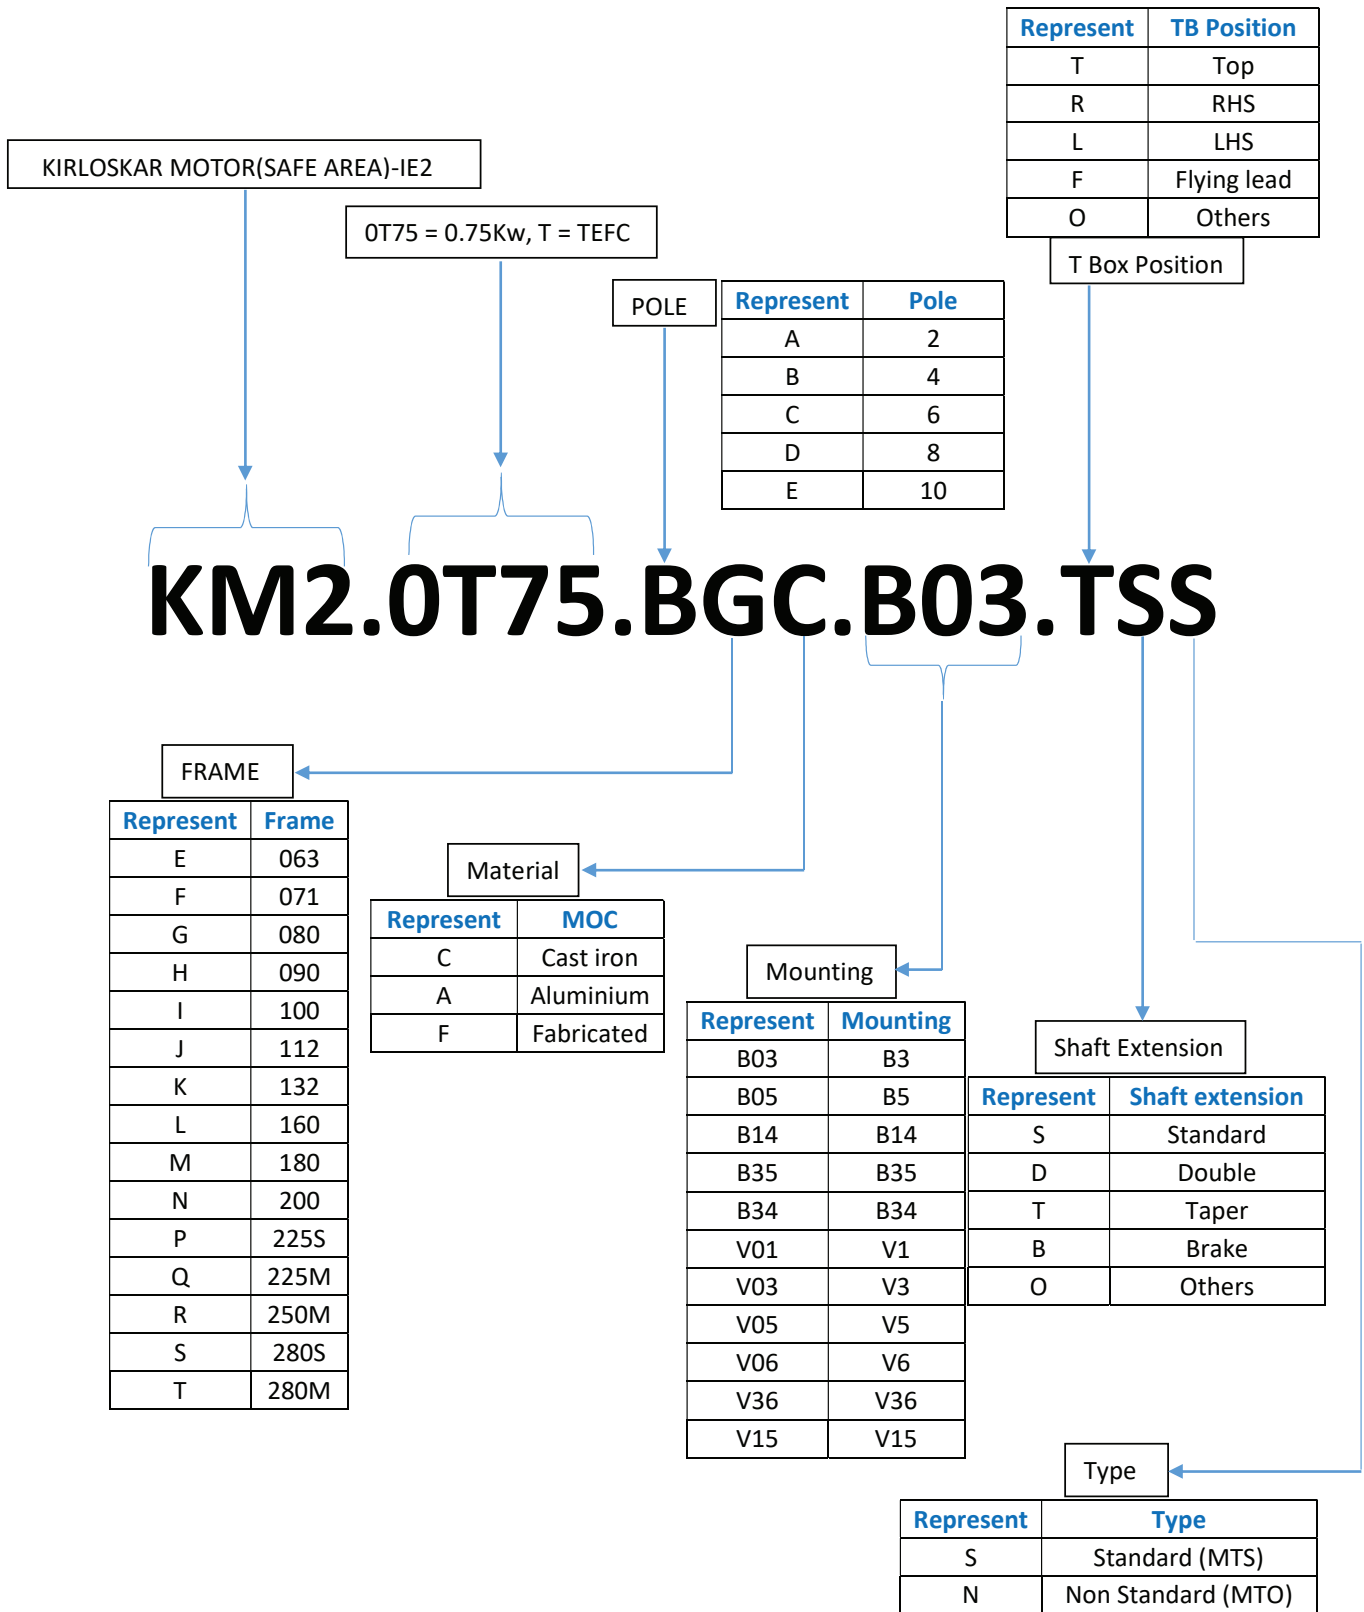 Represent TB Position
T Top
R RHS
L LHS
F Flying lead
O Others
T Box Position
KIRLOSKAR MOTOR(SAFE AREA)-IE2
0T75 = 0.75Kw, T = TEFC
POLE
Represent Pole
A 2
B 4
C 6
D 8
E 10
KM2.0T75.BGC.B03.TSS
FRAME
Represent Frame
E 063
F 071
G 080
H 090
I 100
J 112
K 132
L 160
M 180
N 200
P 225S
Q 225M
R 250M
S 280S
T 280M
Material
Represent MOC
C Cast iron
A Aluminium
F Fabricated
Mounting
Represent Mounting
B03 B3
B05 B5
B14 B14
B35 B35
B34 B34
V01 V1
V03 V3
V05 V5
V06 V6
V36 V36
V15 V15
Shaft Extension
Represent Shaft extension
S Standard
D Double
T Taper
B Brake
O Others
Type
Represent Type
S Standard (MTS)
N Non Standard (MTO)